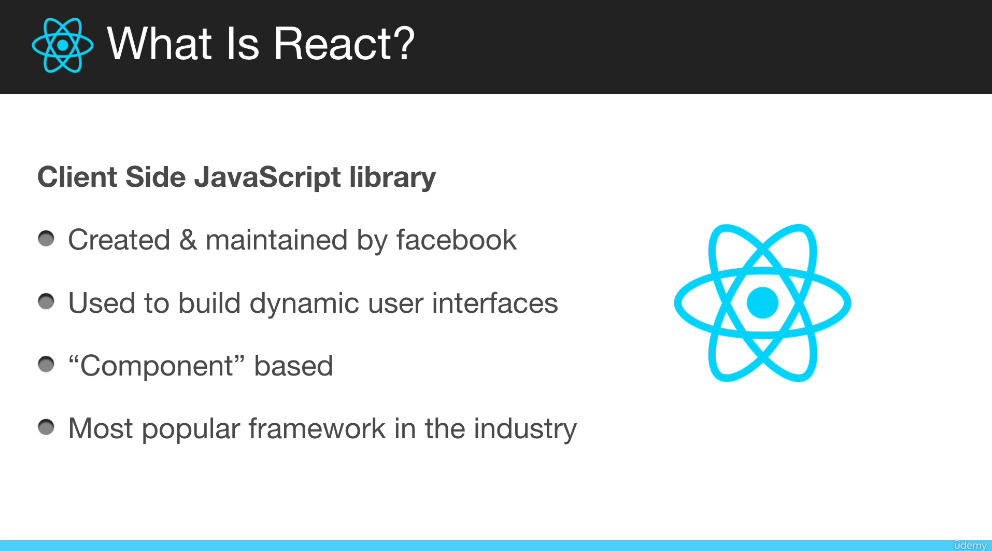 What Is React?
Client Side JavaScript library
Created & maintained by facebook
Used to build dynamic user interfaces
“Component” based
Most popular framework in the industry
ûdemy